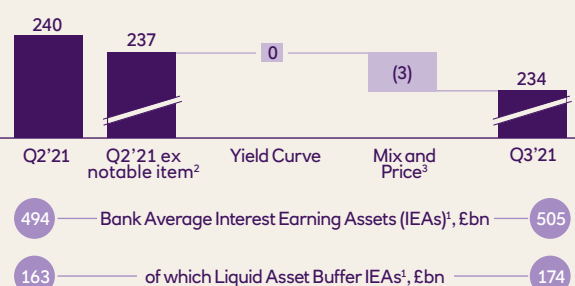 240
237
0
(3)
234
Q2'21
Q2'21 ex
notable item²
Yield Curve
Mix and
Price³
Q3'21
494 Bank Average Interest Earning Assets (IEAs)¹, £bn 505
163 of which Liquid Asset Buffer IEAs¹, £bn 174